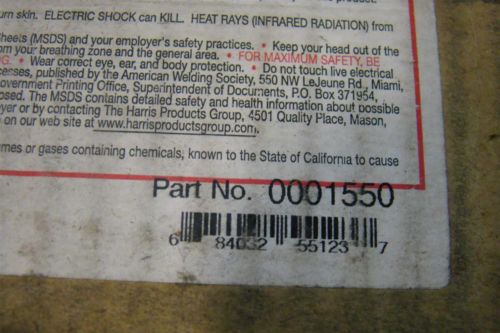 urn skin. ELECTRIC SHOCK can KILL. HEAT RAYS (INFRARED RADIATION) from
Sheets (MSDS) and your employer's safety practices. • Keep your head out of the
om your breathing zone and the general area. • FOR MAXIMUM SAFETY, BE
G. • Wear correct eye, ear, and body protection. • Do not touch live electrical
cesses, published by the American Welding Society, 550 NW LeJeune Rd., Miami,
overnment Printing Office, Superintendent of Documents, P.O. Box 371954,
osed. The MSDS contains detailed safety and health information about possible
yer or by contacting The Harris Products Group, 4501 Quality Place, Mason,
n on our web site at www.harrisproductsgroup.com.
mes or gases containing chemicals, known to the State of California to cause
Part No. 0001550
6 84032 55123 7